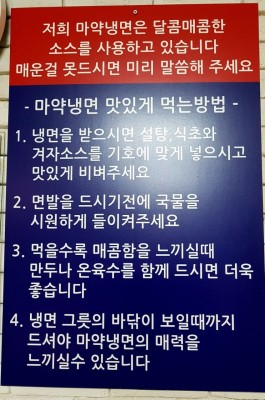 저희 마약냉면은 달콤매콤한
소스를 사용하고 있습니다
매운걸 못드시면 미리 말씀해 주세요
- 마약냉면 맛있게 먹는방법 -
1. 냉면을 받으시면 설탕,식초와
겨자소스를 기호에 맞게 넣으시고
맛있게 비벼주세요
2. 면발을 드시기전에 국물을
시원하게 들이켜주세요
3. 먹을수록 매콤함을 느끼실때
만두나 온육수를 함께 드시면 더욱
좋습니다
4. 냉면 그릇의 바닥이 보일때까지
드셔야 마약냉면의 매력을
느끼실수 있습니다